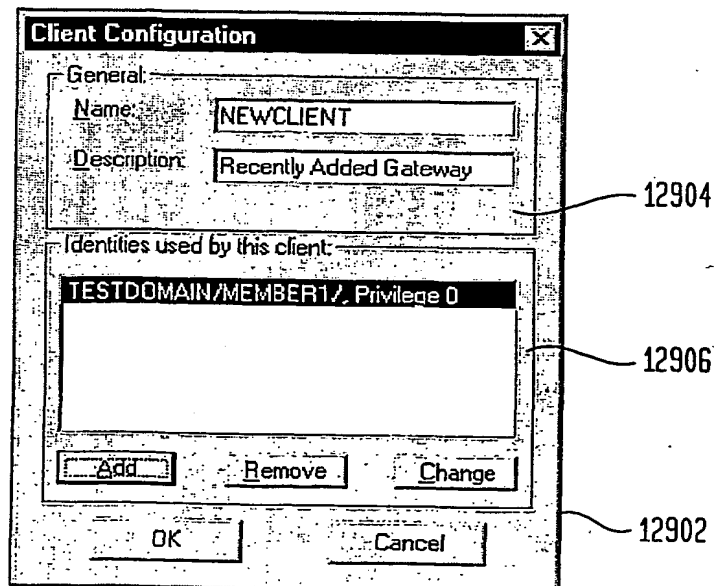 Client Configuration
General:
Name:
NEWCLIENT
Description:
Recently Added Gateway
12904
Identities used by this client:
TESTDOMAIN/MEMBER1/, Privilege 0
12906
Add
Remove
Change
OK
Cancel
12902